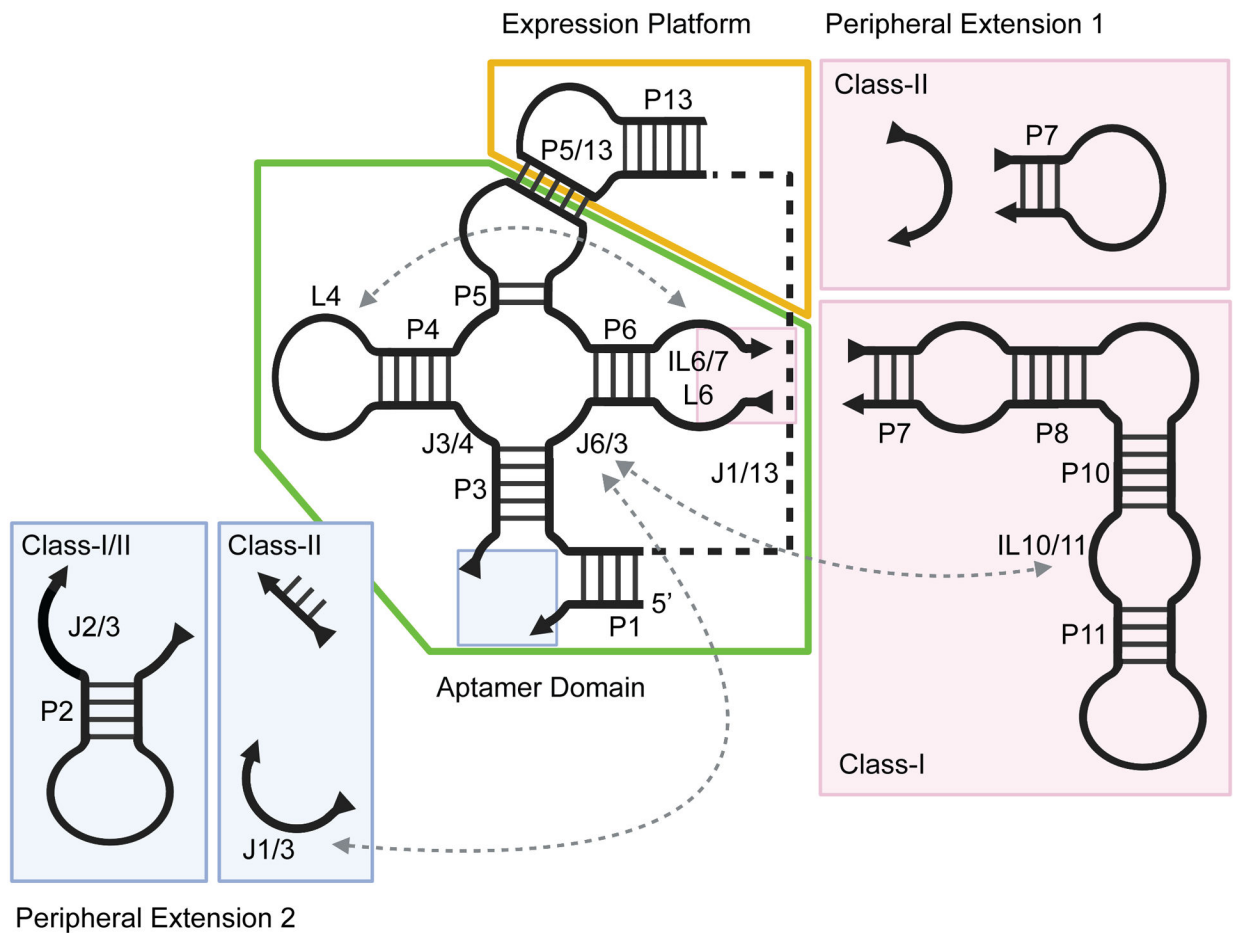 Expression Platform
Peripheral Extension 1
Class-II
P7
P13
P5/13
L4
P4
P5
P6
IL6/7
L6
J3/4
J6/3
P3
J1/13
5’
P1
Aptamer Domain
P7
P8
P10
IL10/11
P11
Class-I
Class-I/II
J2/3
P2
Class-II
J1/3
Peripheral Extension 2